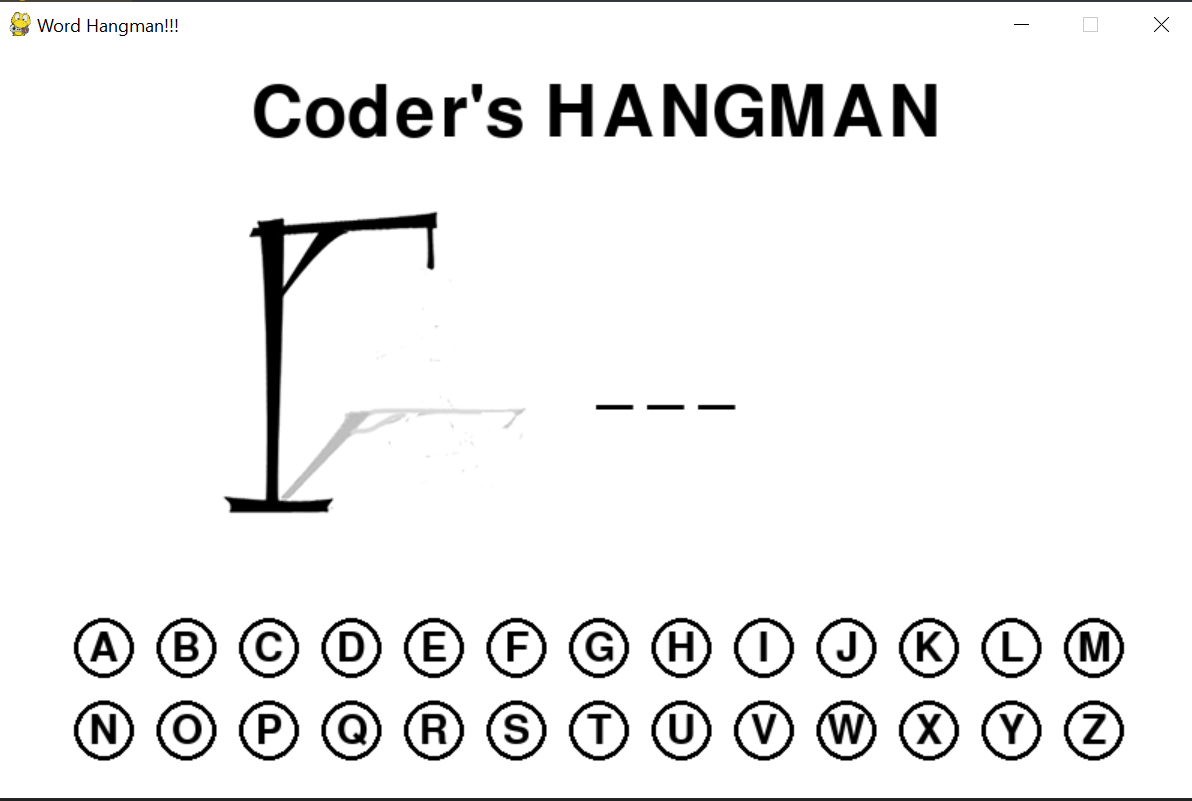 Word Hangman!!!
Coder's HANGMAN
_ _ _
A B C D E F G H I J K L M
N O P Q R S T U V W X Y Z